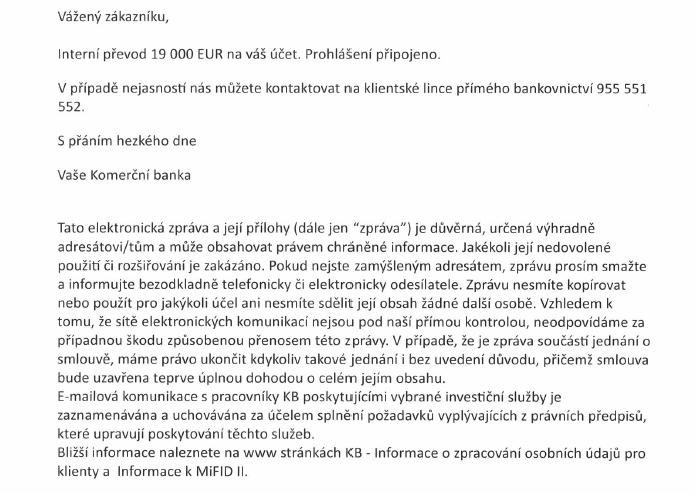 Vážený zákazníku,
Interní převod 19 000 EUR na váš účet. Prohlášení připojeno.
V případě nejasností nás můžete kontaktovat na klientské lince přímého bankovnictví 955 551
552.
S přáním hezkého dne
Vaše Komerční banka
Tato elektronická zpráva a její přílohy (dále jen “zpráva”) je důvěrná, určená výhradně
adresátovi/tům a může obsahovat právem chráněné informace. Jakékoli její nedovolené
použití či rozšiřování je zakázáno. Pokud nejste zamýšleným adresátem, zprávu prosím smažte
a informujte bezodkladně telefonicky či elektronicky odesílatele. Zprávu nesmíte kopírovat
nebo použít pro jakýkoli účel ani nesmíte sdělit její obsah žádné další osobě. Vzhledem k
tomu, že sítě elektronických komunikací nejsou pod naší přímou kontrolou, neodpovídáme za
případnou škodu způsobenou přenosem této zprávy. V případě, že je zpráva součástí jednání o
smlouvě, máme právo ukončit kdykoliv takové jednání i bez uvedení důvodu, přičemž smlouva
bude uzavřena teprve úplnou dohodou o celém jejím obsahu.
E-mailová komunikace s pracovníky KB poskytujícími vybrané investiční služby je
zaznamenávána a uchovávána za účelem splnění požadavků vyplývajících z právních předpisů,
které upravují poskytování těchto služeb.
Bližší informace naleznete na www stránkách KB - Informace o zpracování osobních údajů pro
klienty a  Informace k MiFID II.